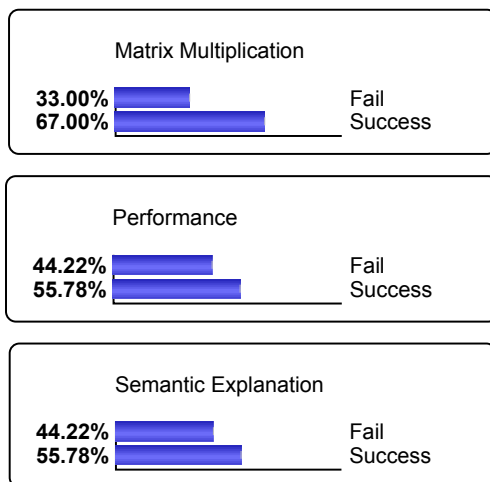 Matrix Multiplication
33.00% Fail
67.00% Success
Performance
44.22% Fail
55.78% Success
Semantic Explanation
44.22% Fail
55.78% Success